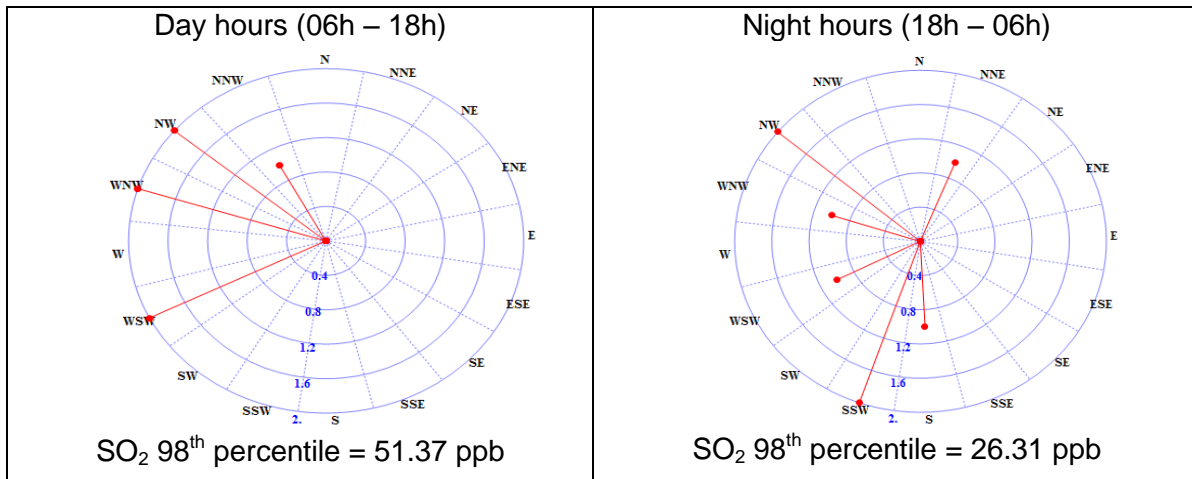 Day hours (06h – 18h)
N
NNW
NNE
NW
NE
WNW
ENE
W
E
0.4
0.8
1.2
1.6
2.
WSW
ESE
SW
SE
SSW
SSE
S
SO2 98th percentile = 51.37 ppb
Night hours (18h – 06h)
N
NNE
NW
NE
WNW
ENE
W
E
0.4
0.8
1.2
1.6
2.
WSW
ESE
SW
SE
SSW
SSE
S
SO2 98th percentile = 26.31 ppb